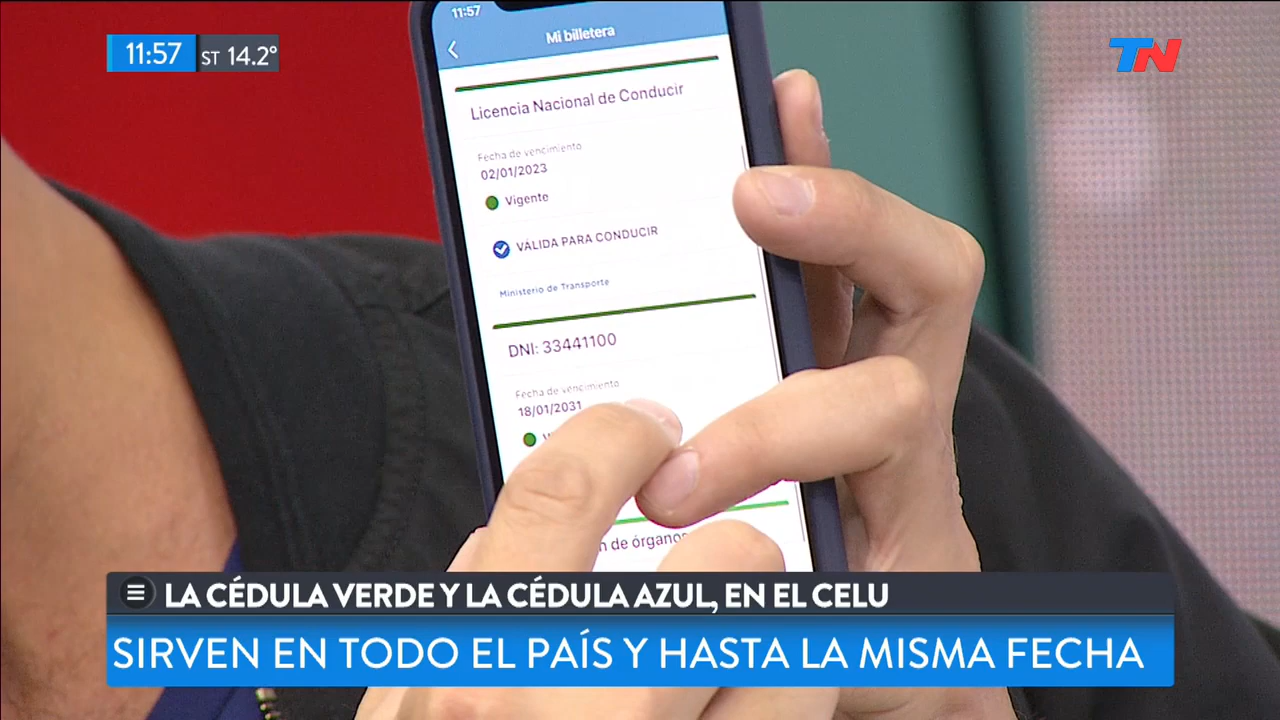 11:57 ST 14.2°
TN
11:57
Mi billetera
Licencia Nacional de Conducir
Fecha de vencimiento
02/01/2023
Vigente
VÁLIDA PARA CONDUCIR
Ministerio de Transporte
DNI: 33441100
Fecha de vencimiento
18/01/2031
n de órganos
LA CÉDULA VERDE Y LA CÉDULA AZUL, EN EL CELU
SIRVEN EN TODO EL PAÍS Y HASTA LA MISMA FECHA